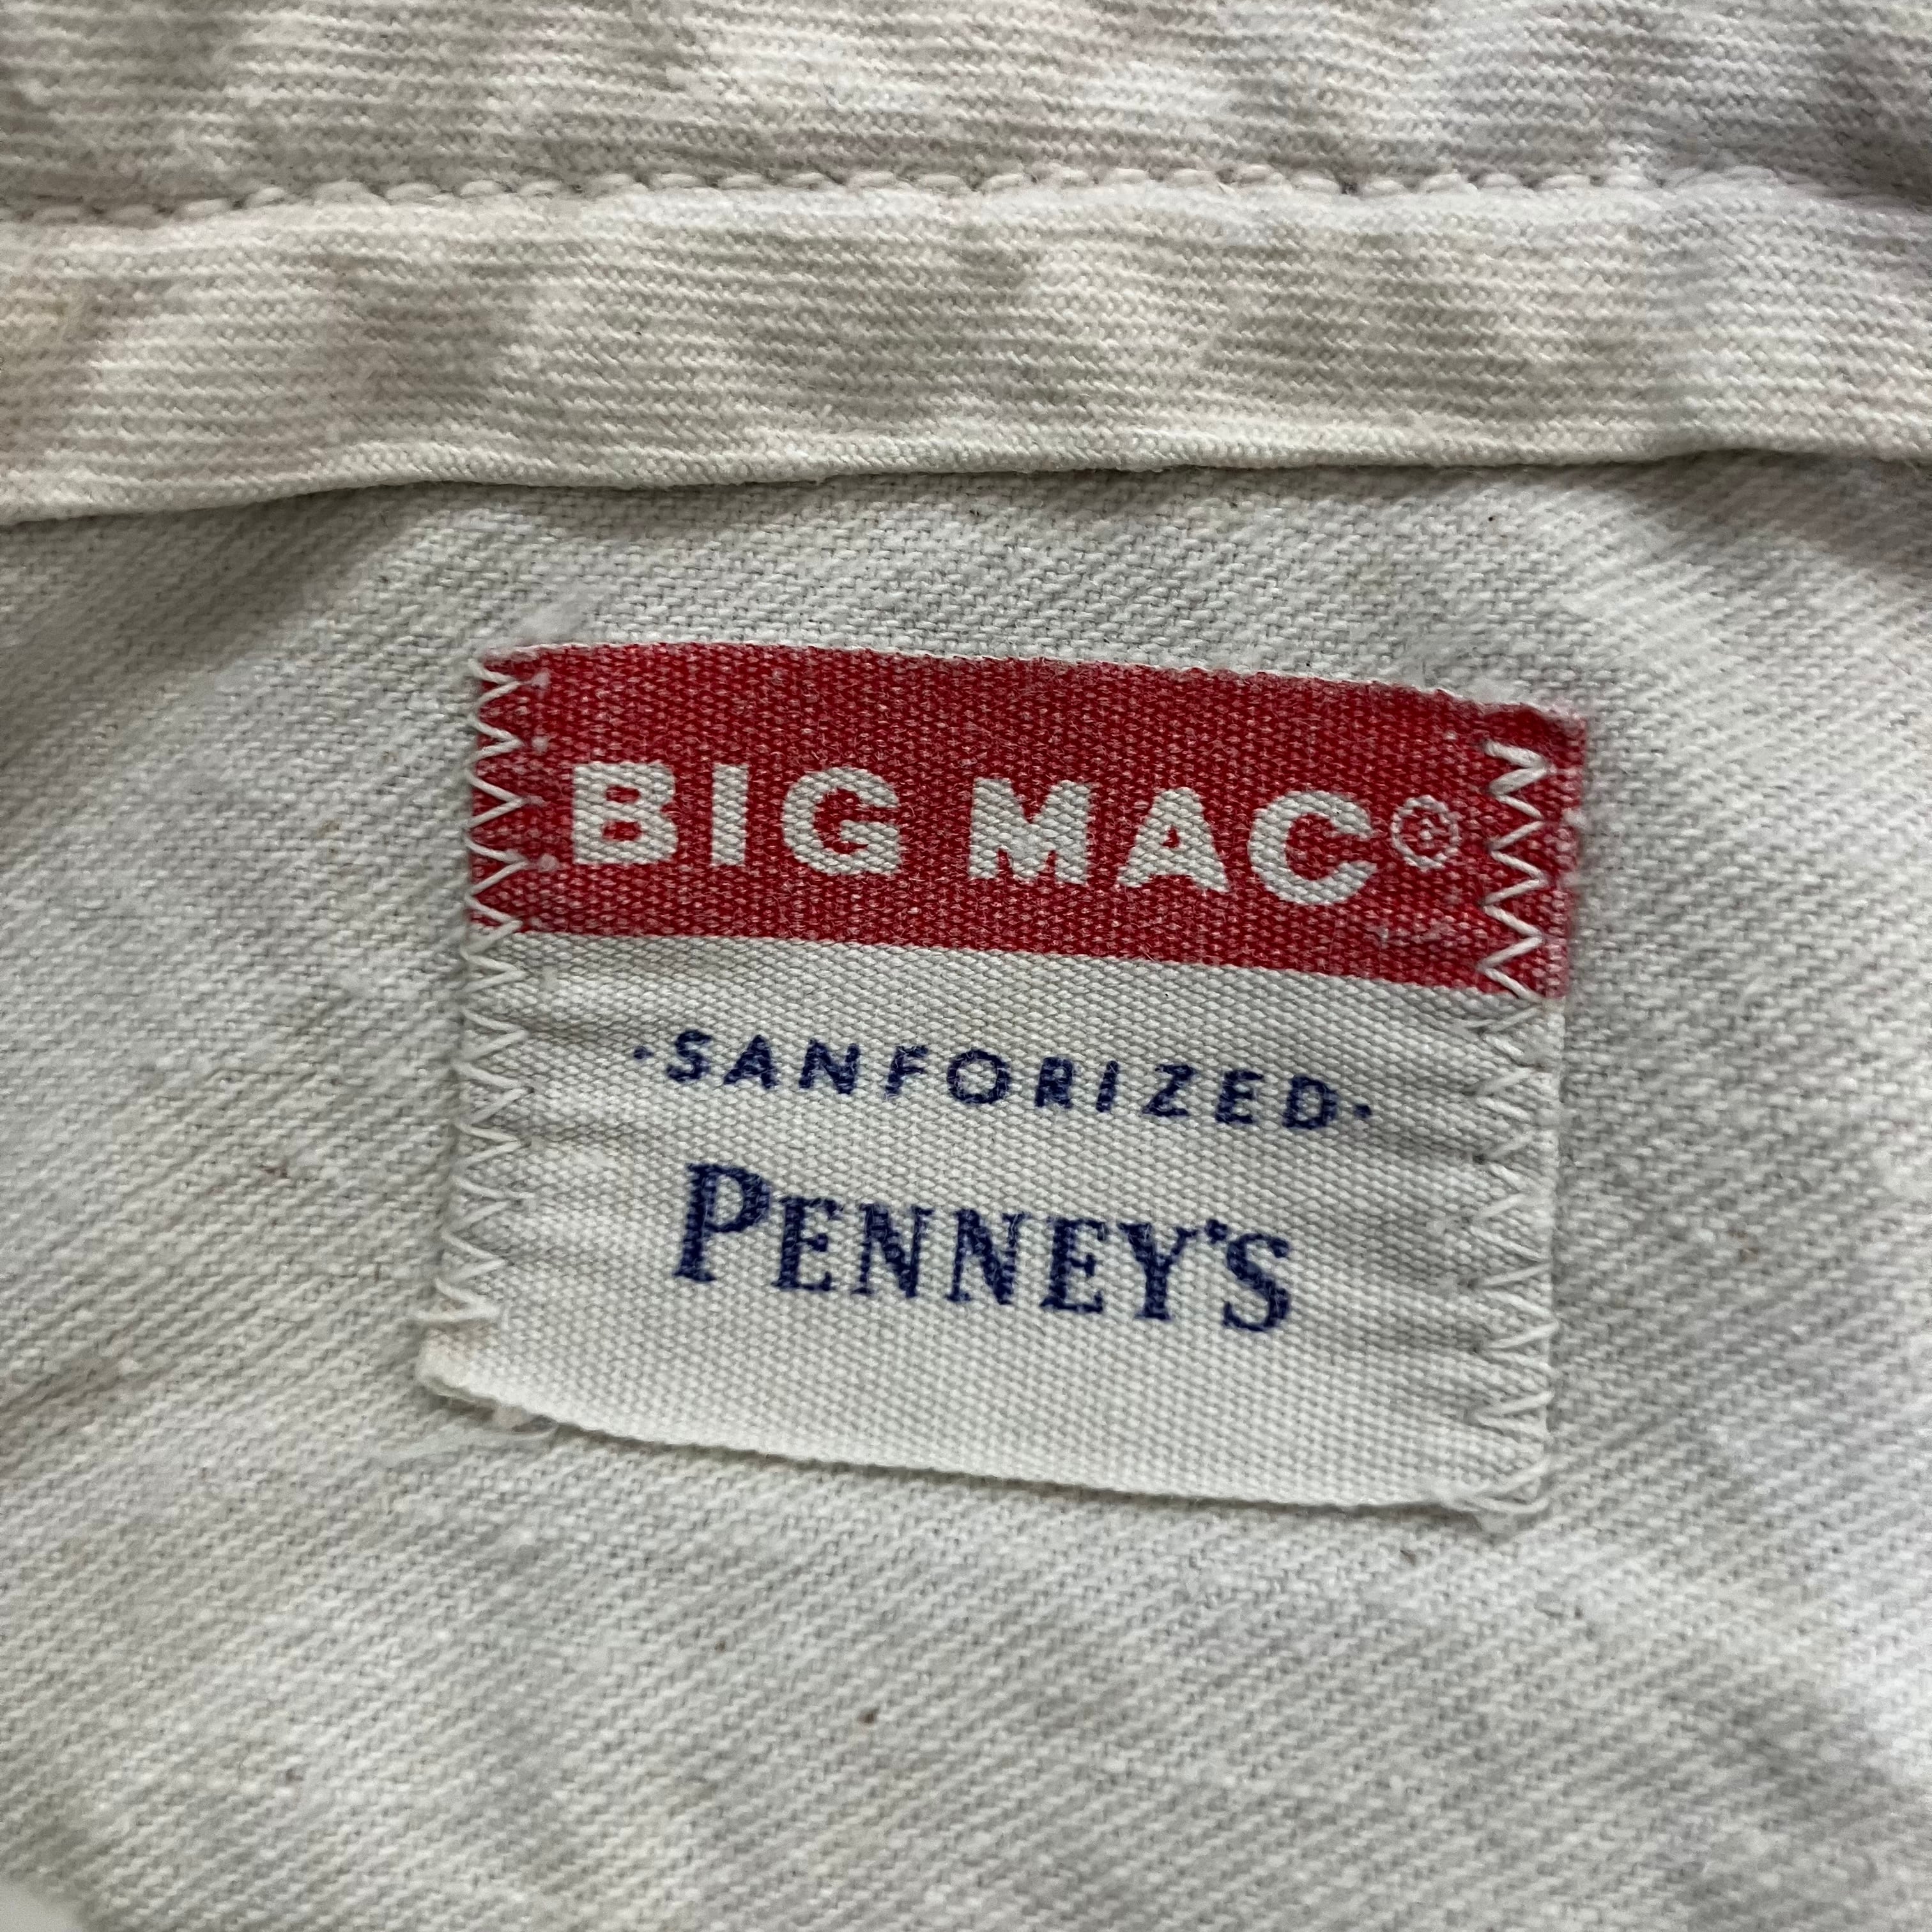 BIG MAC®
·SANFORIZED·
PENNEY'S